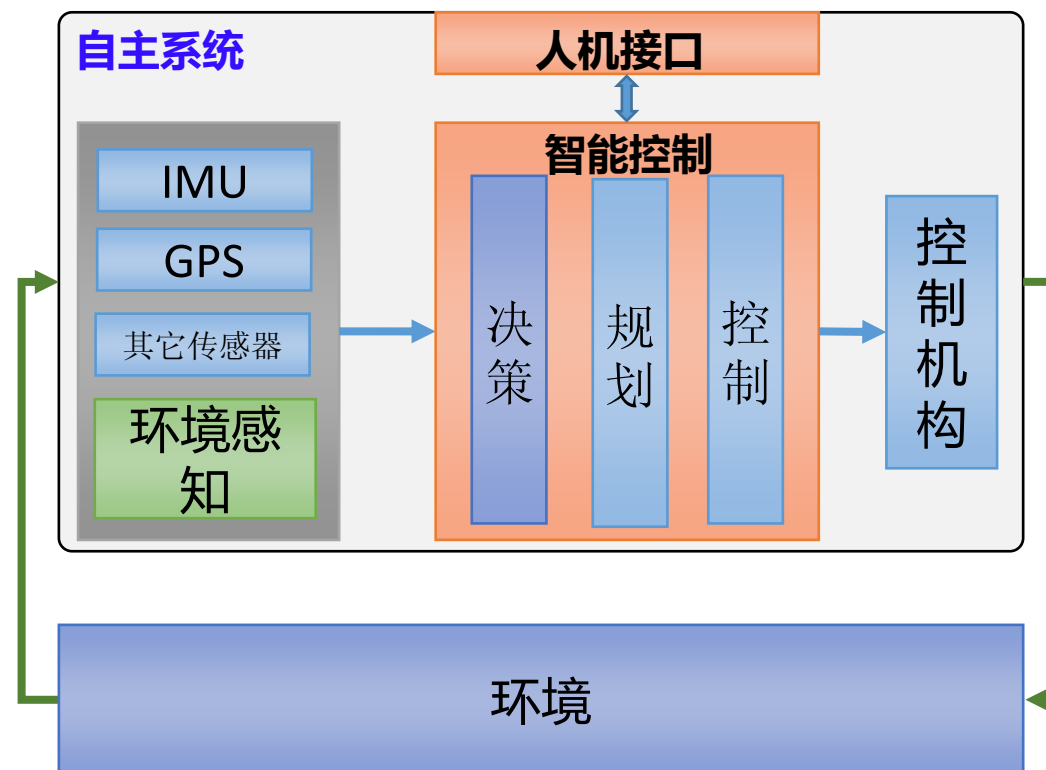 自主系统
人机接口
智能控制
IMU
GPS
其它传感器
环境感
知
决
策
规
划
控
制
控
制
机
构
环境